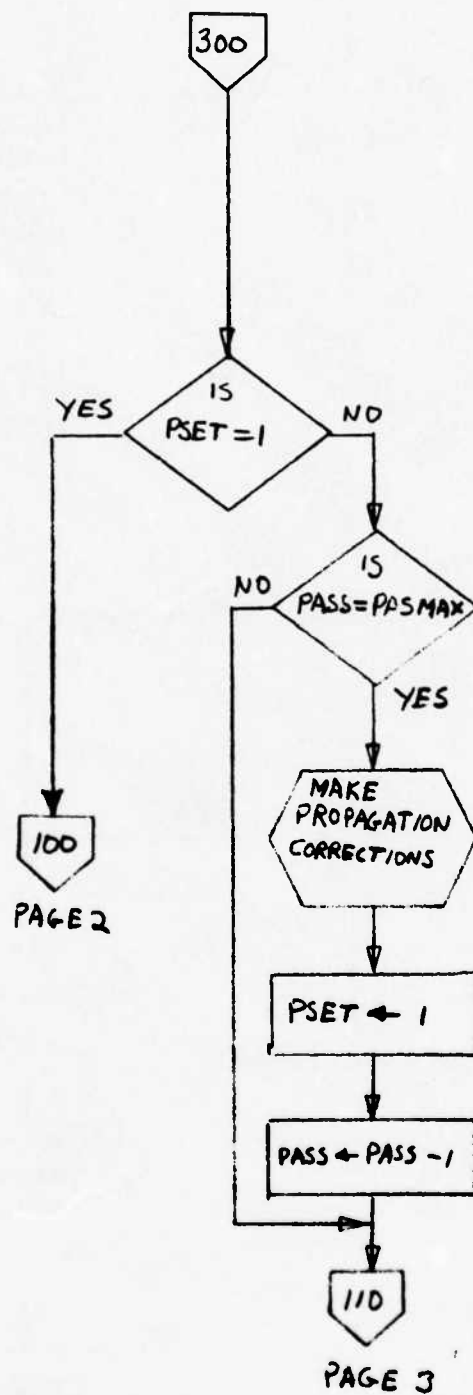 300
IS
PSET = 1
YES
NO
IS
PASS = PASMAX
NO
YES
MAKE
PROPAGATION
CORRECTIONS
100
PAGE 2
PSET ← 1
PASS ← PASS - 1
110
PAGE 3